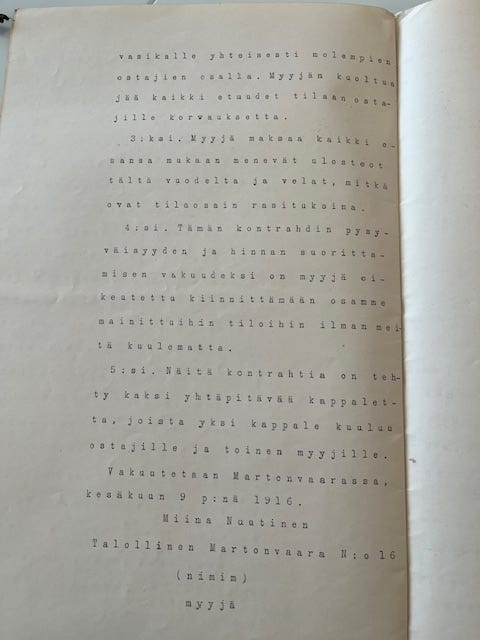 vasikalle yhteisesti molempien
ostajien osalla. Myyjän kuoltua
jää kaikki etuudet tilaan osta-
jille korvauksetta.
3:ksi. Myyjä maksaa kaikki o-
sansa mukaan menevät ulosteot
tältä vuodelta ja velat, mitkä
ovat tilaosain rasituksina.
4:si. Tämän kontrahdin pysy-
väisyyden ja hinnan suoritta-
misen vakuudeksi on myyjä oi-
keutettu kiinnittämään osamme
mainittuihin tiloihin ilman mei-
tä kuulematta.
5:si. Näitä kontrahtia on teh-
ty kaksi yhtäpitävää kappalet-
ta, joista yksi kappale kuuluu
ostajille ja toinen myyjille.
Vakuutetaan Martonvaarassa,
kesäkuun 9 p:nä 1916.
Miina Nuutinen
Talollinen Martonvaara N:o 16
(nimim)
myyjä